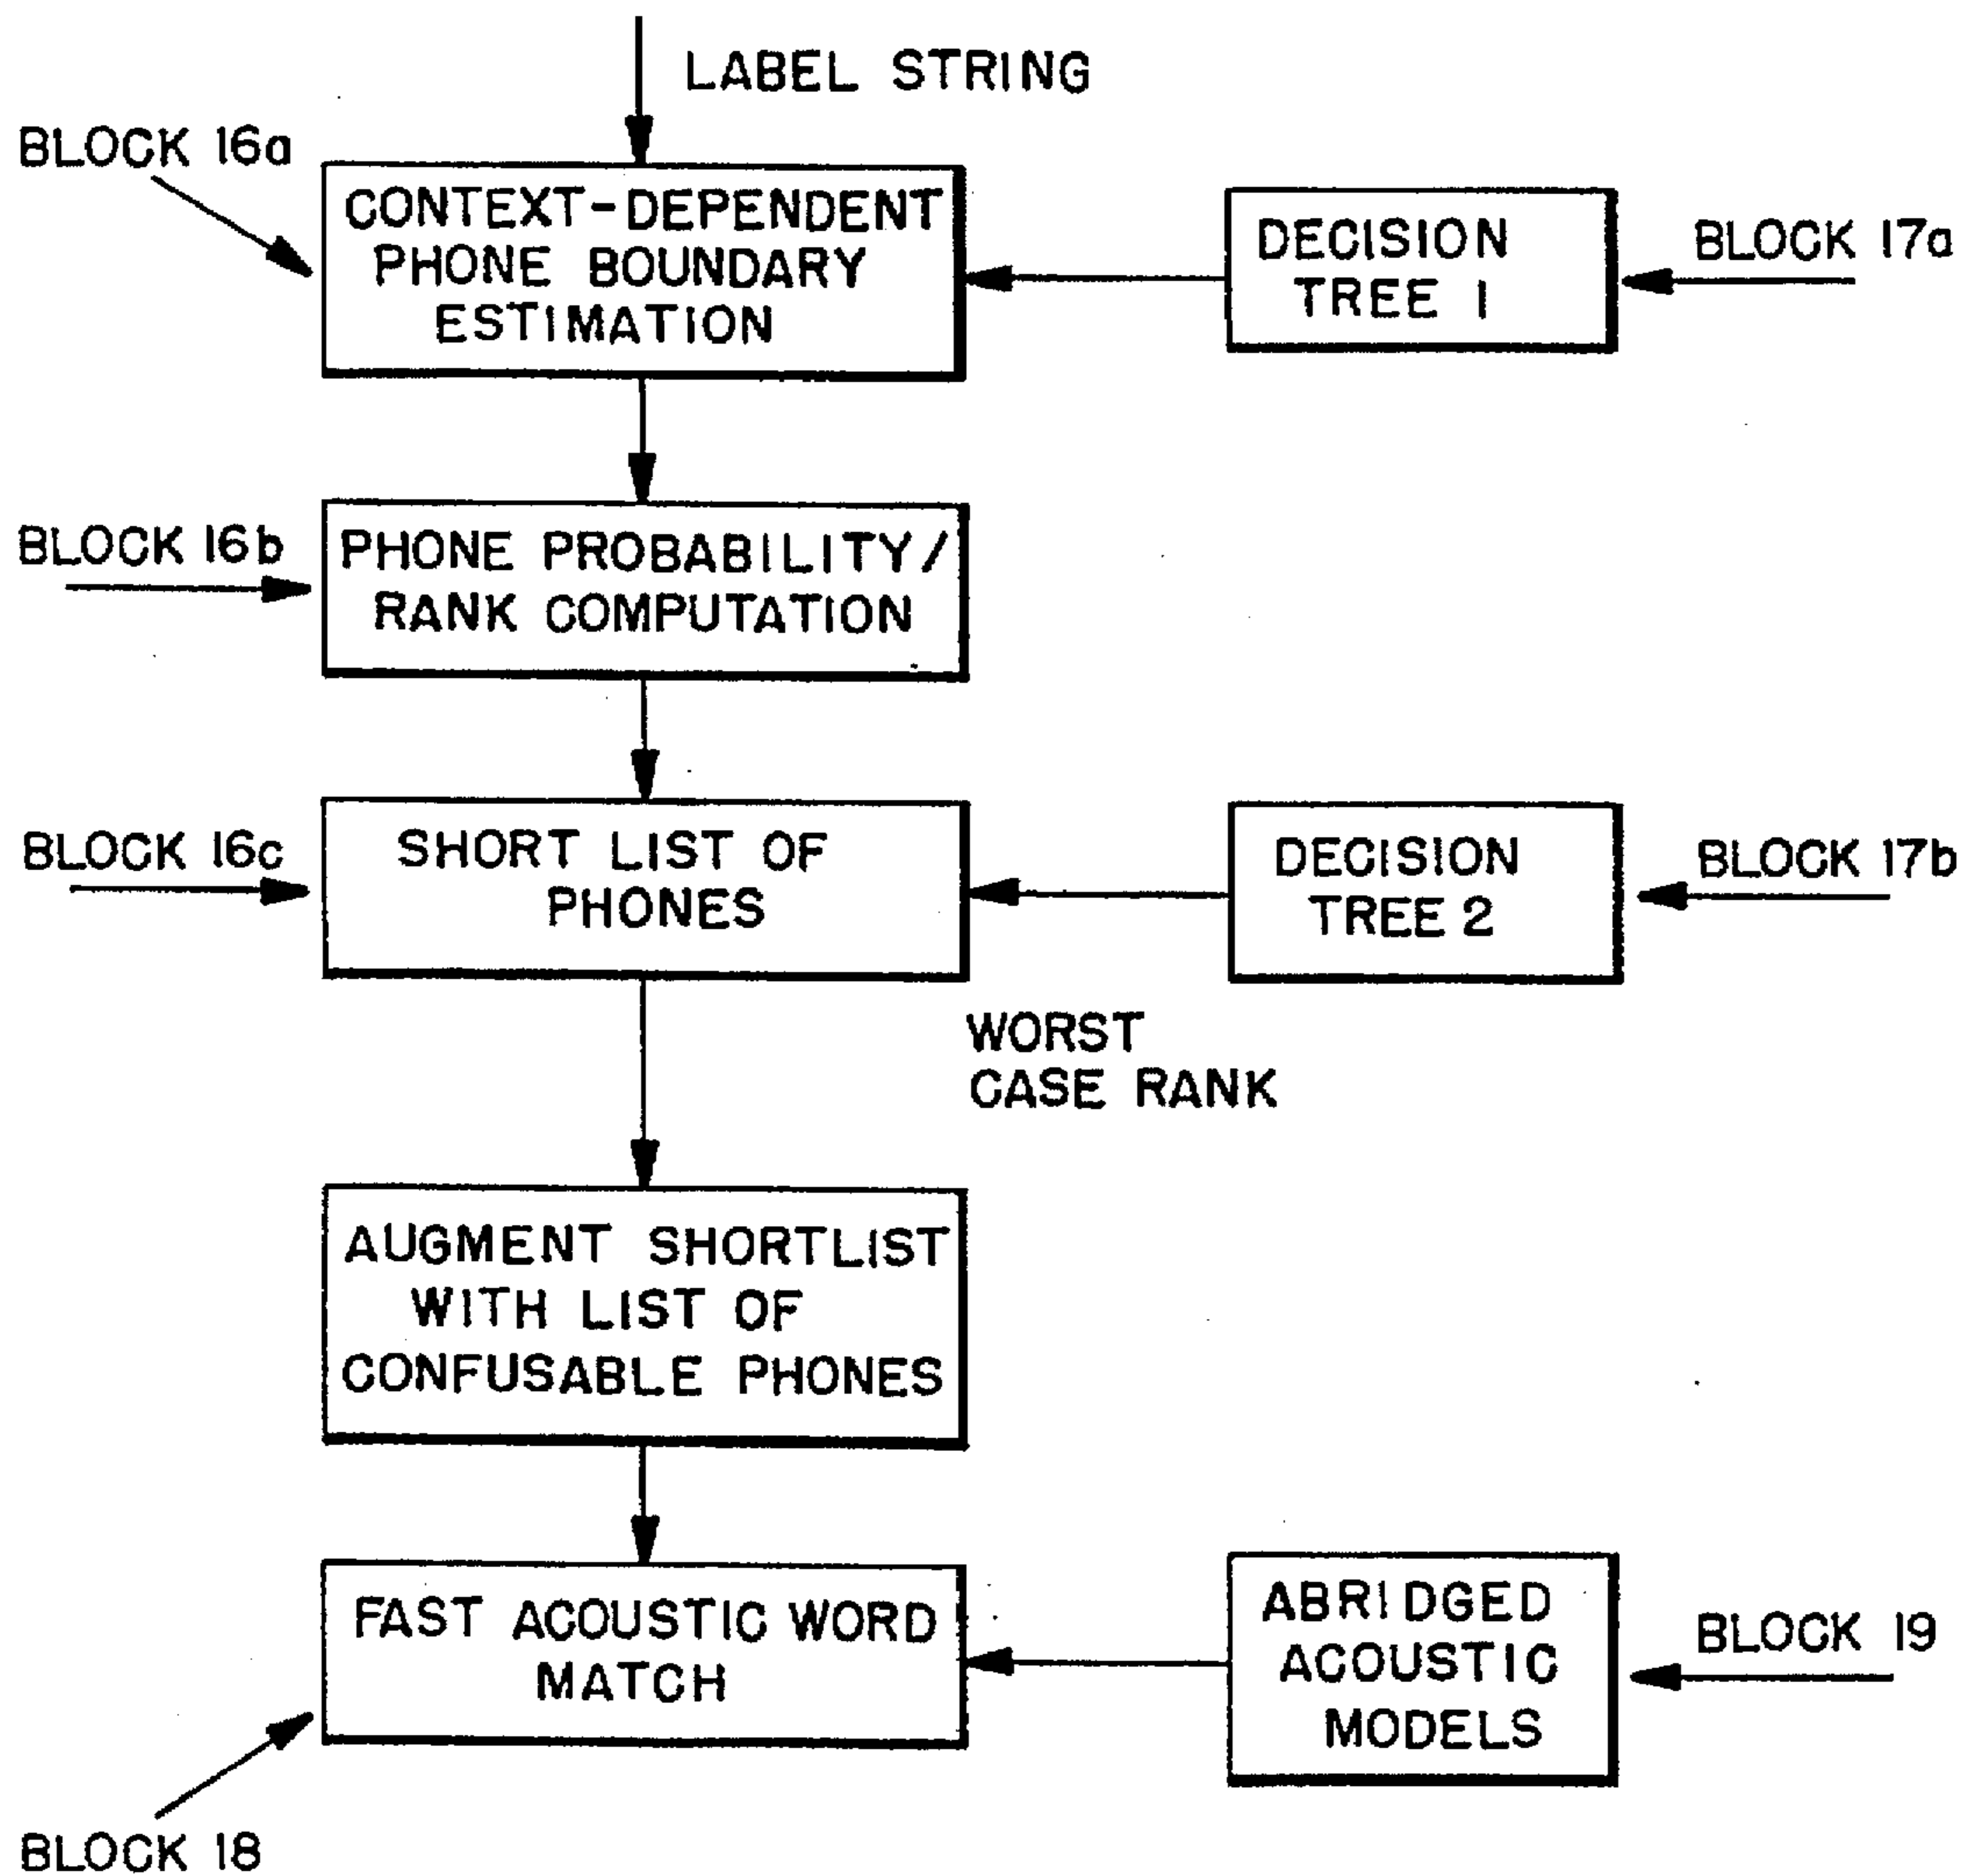 LABEL STRING
BLOCK 16a
CONTEXT-DEPENDENT
PHONE BOUNDARY
ESTIMATION
DECISION
TREE 1
BLOCK 17a
BLOCK 16b
PHONE PROBABILITY/
RANK COMPUTATION
BLOCK 16c
SHORT LIST OF
PHONES
DECISION
TREE 2
BLOCK 17b
WORST
CASE RANK
AUGMENT SHORTLIST
WITH LIST OF
CONFUSABLE PHONES
FAST ACOUSTIC WORD
MATCH
ABRIDGED
ACOUSTIC
MODELS
BLOCK 19
BLOCK 18